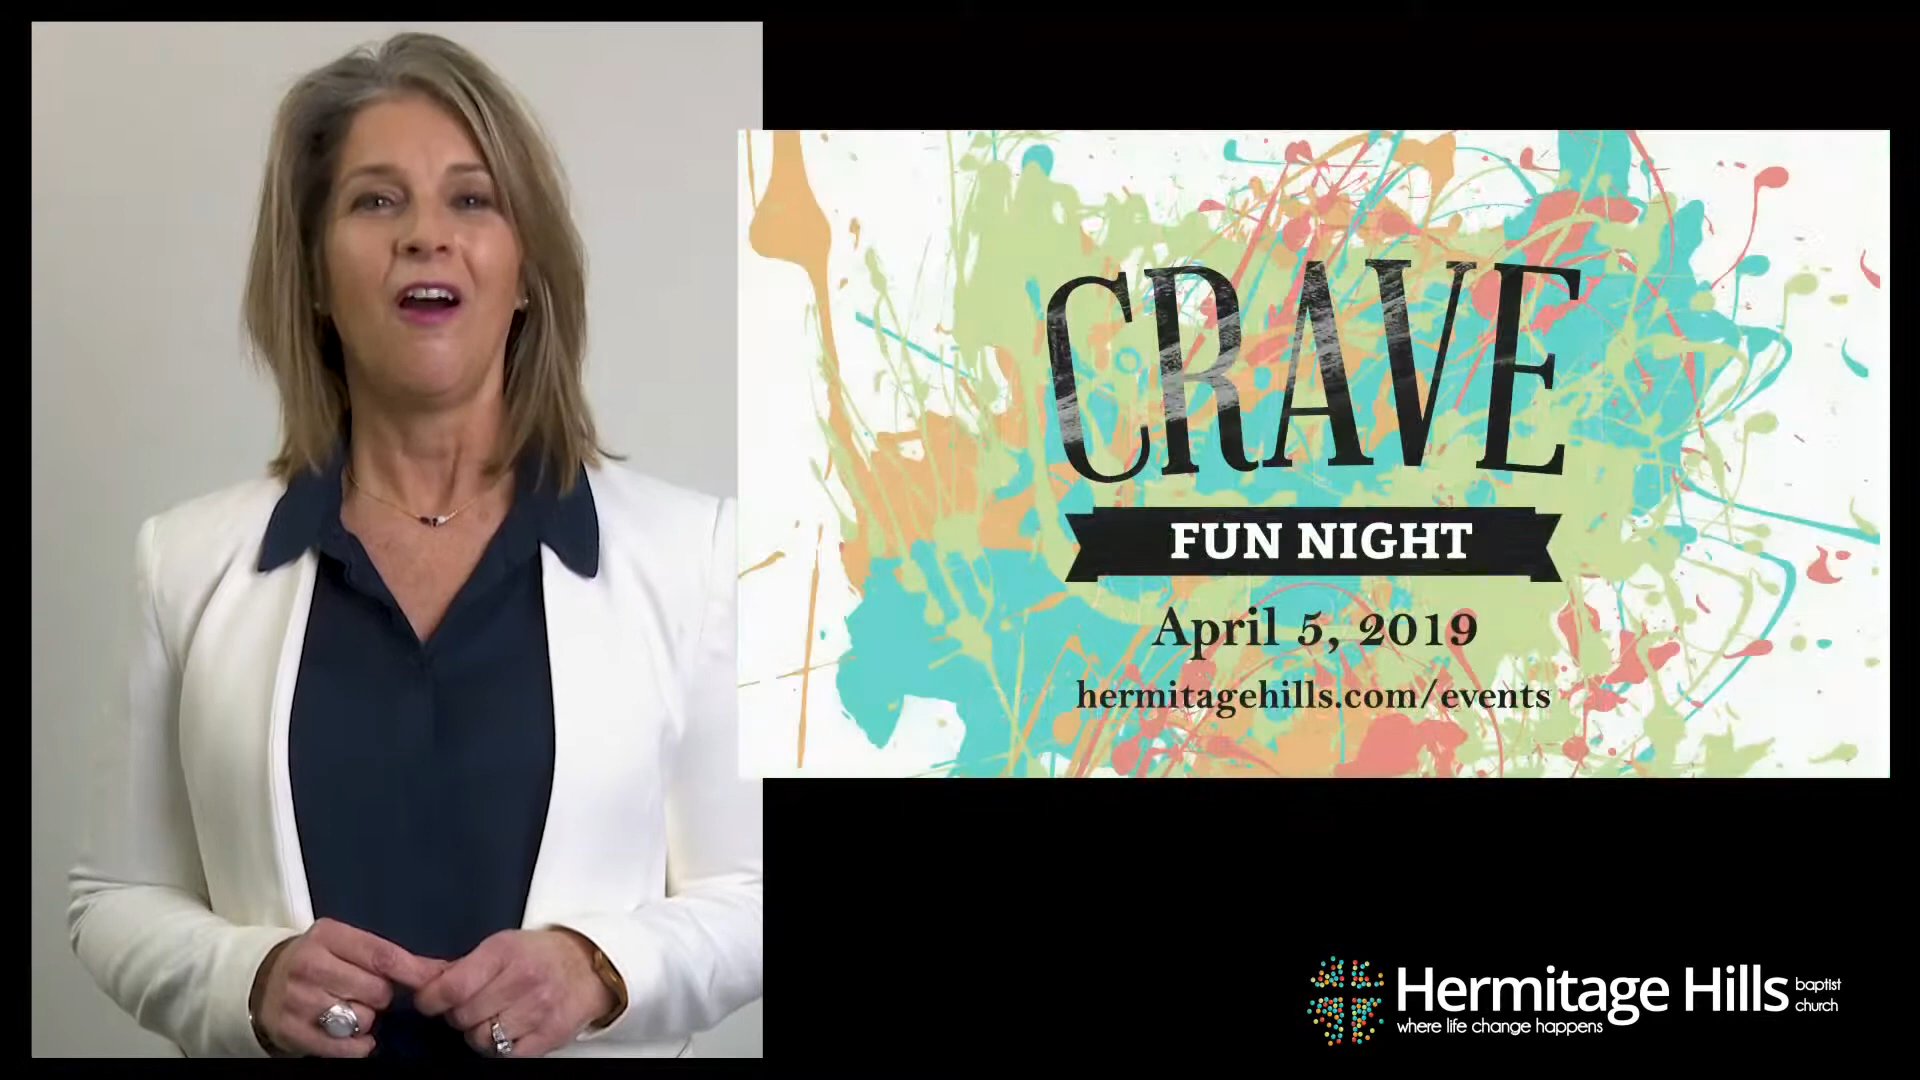 CRAVE
FUN NIGHT
April 5, 2019
hermitagehills.com/events
Hermitage Hills baptist church
where life change happens